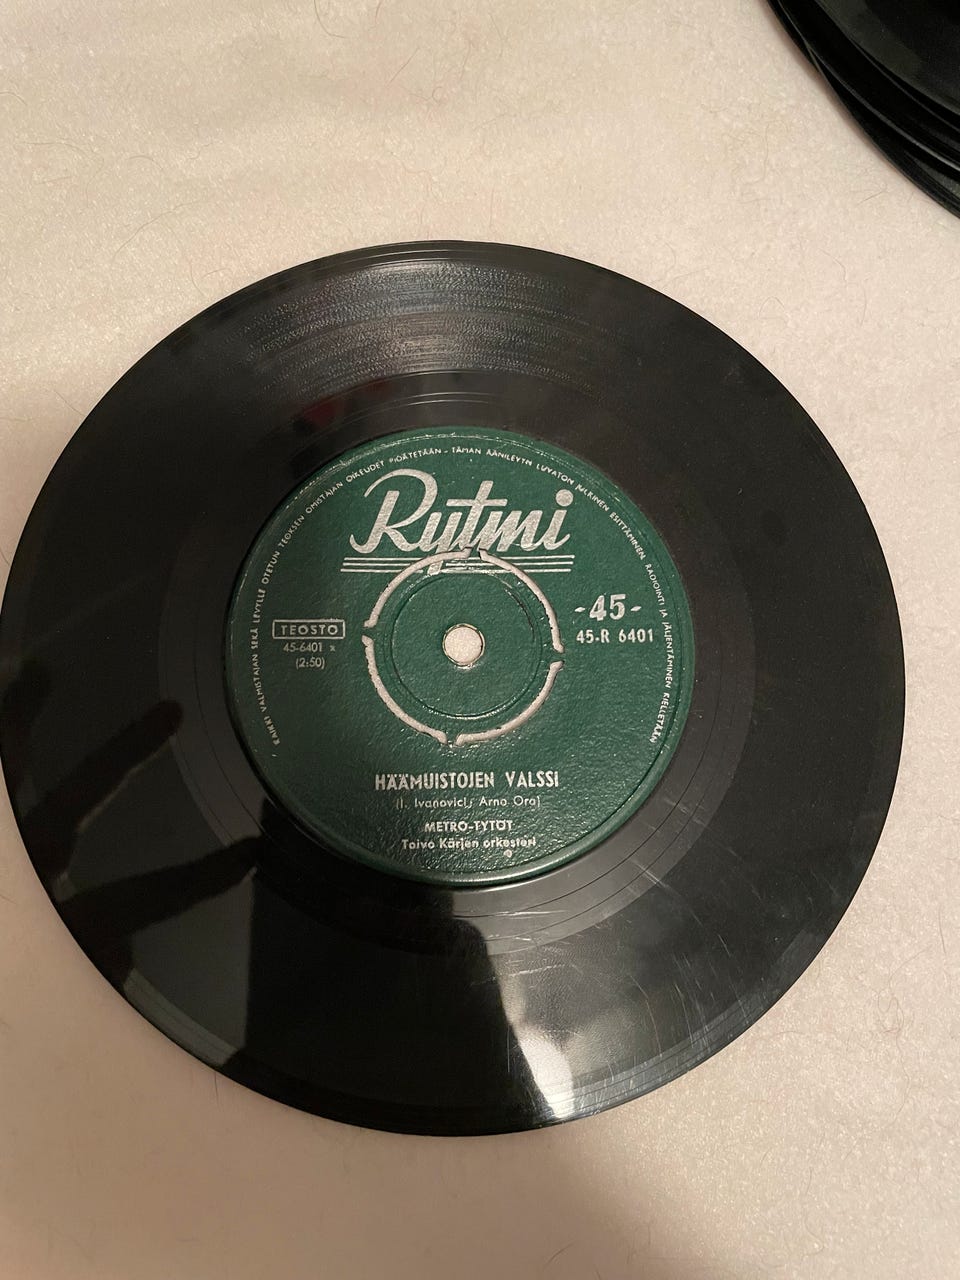 KAIKKI VALMISTAJAN SEKÄ LEVYLLE OTETUN TEOKSEN OMISTAJAN OIKEUDET PIDÄTETÄÄN - TÄMÄN ÄÄNILEVYN LUVATON JULKINEN ESITTÄMINEN RADIOINTI JA JÄLJENTÄMINEN KIELLETÄÄN
Rytmi
-45-
TEOSTO
45-R 6401
45-6401 x
(2:50)
HÄÄMUISTOJEN VALSSI
(I. Ivanovici, Arno Ora)
METRO-TYTÖT
Toivo Kärjen orkesteri